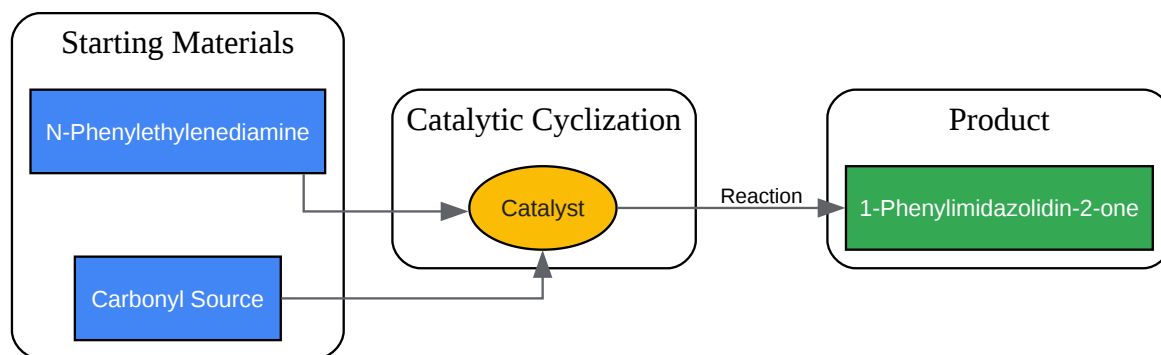 Starting Materials
N-Phenylethylenediamine
Carbonyl Source
Catalytic Cyclization
Catalyst
Reaction
Product
1-Phenylimidazolidin-2-one